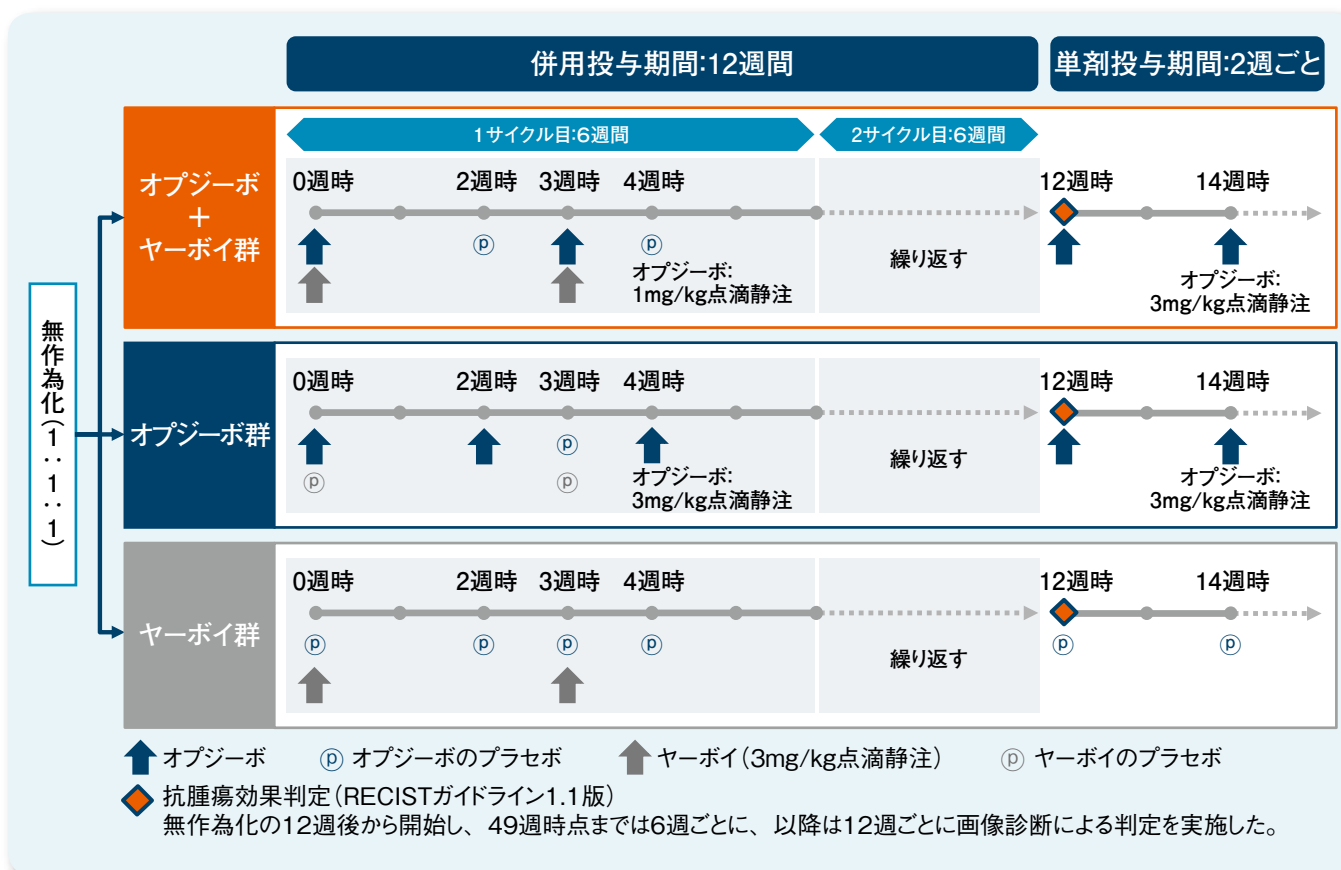 併用投与期間:12週間
単剤投与期間:2週ごと
無作為化(1:1:1)
オプジーボ
+
ヤーボイ群
1サイクル目:6週間
2サイクル目:6週間
0週時 2週時 3週時 4週時 12週時 14週時
p p
オプジーボ:
1mg/kg点滴静注
繰り返す
オプジーボ:
3mg/kg点滴静注
オプジーボ群
0週時 2週時 3週時 4週時 12週時 14週時
p
p p
オプジーボ:
3mg/kg点滴静注
繰り返す
オプジーボ:
3mg/kg点滴静注
ヤーボイ群
0週時 2週時 3週時 4週時 12週時 14週時
p p p p p p
繰り返す
オプジーボ p オプジーボのプラセボ ヤーボイ(3mg/kg点滴静注) p ヤーボイのプラセボ
抗腫瘍効果判定(RECISTガイドライン1.1版)
無作為化の12週後から開始し、49週時点までは6週ごとに、以降は12週ごとに画像診断による判定を実施した。